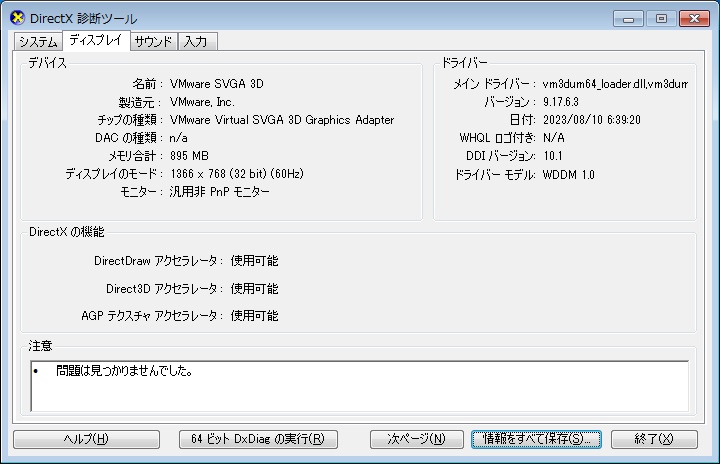 DirectX 診断ツール
システム ディスプレイ サウンド 入力
デバイス
名前： VMware SVGA 3D
製造元： VMware, Inc.
チップの種類： VMware Virtual SVGA 3D Graphics Adapter
DAC の種類： n/a
メモリ合計： 895 MB
ディスプレイのモード： 1366 x 768 (32 bit) (60Hz)
モニター： 汎用非 PnP モニター
ドライバー
メイン ドライバー： vm3dum64_loader.dll,vm3dum
バージョン： 9.17.6.3
日付: 2023/08/10 6:39:20
WHQL ロゴ付き: N/A
DDI バージョン: 10.1
ドライバー モデル: WDDM 1.0
DirectX の機能
DirectDraw アクセラレータ： 使用可能
Direct3D アクセラレータ： 使用可能
AGP テクスチャ アクセラレータ： 使用可能
注意
• 問題は見つかりませんでした。
ヘルプ(H) 64 ビット DxDiag の実行(R) 次ページ(N) 情報をすべて保存(S)... 終了(X)